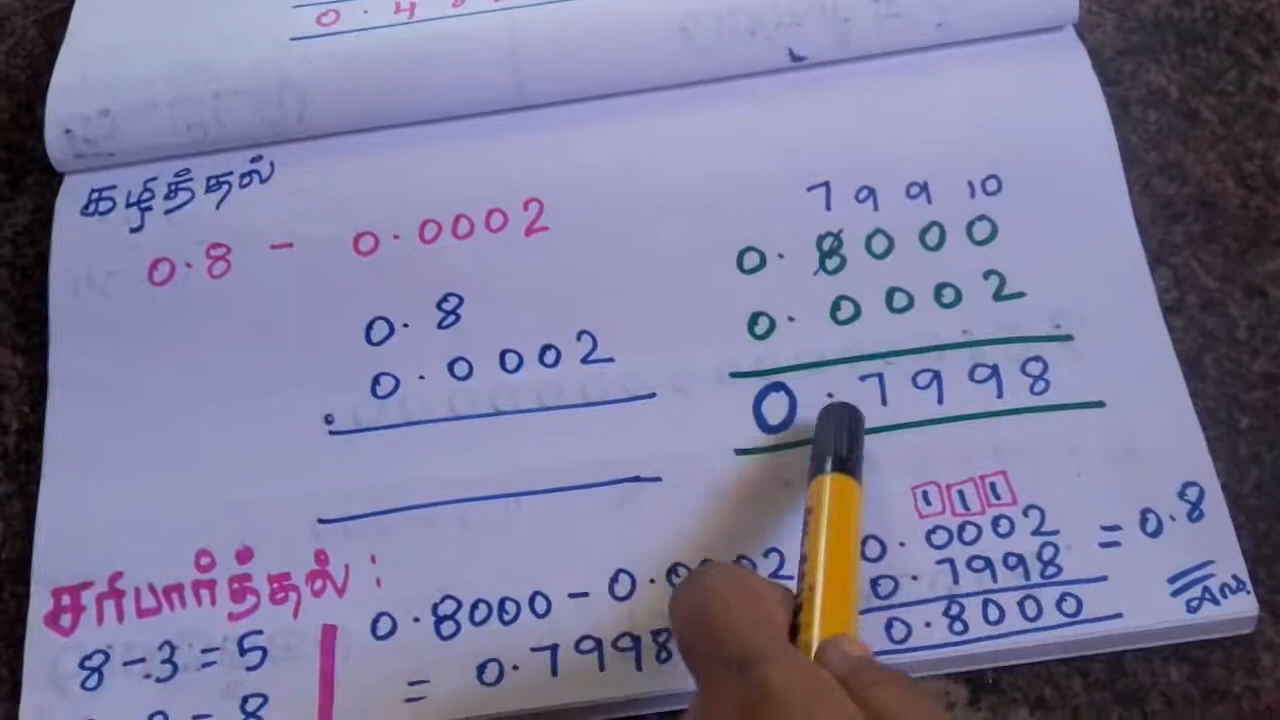 0.4
கழித்தல்
0.8 - 0.0002
0.8
0.0002
7 9 9 10
0.8000
0.0002
0.7998
சரிபார்த்தல் :
8-3=5
0.8000 - 0.0002
= 0.7998
1 1 1
0.0002
0.7998
0.8000
= 0.8